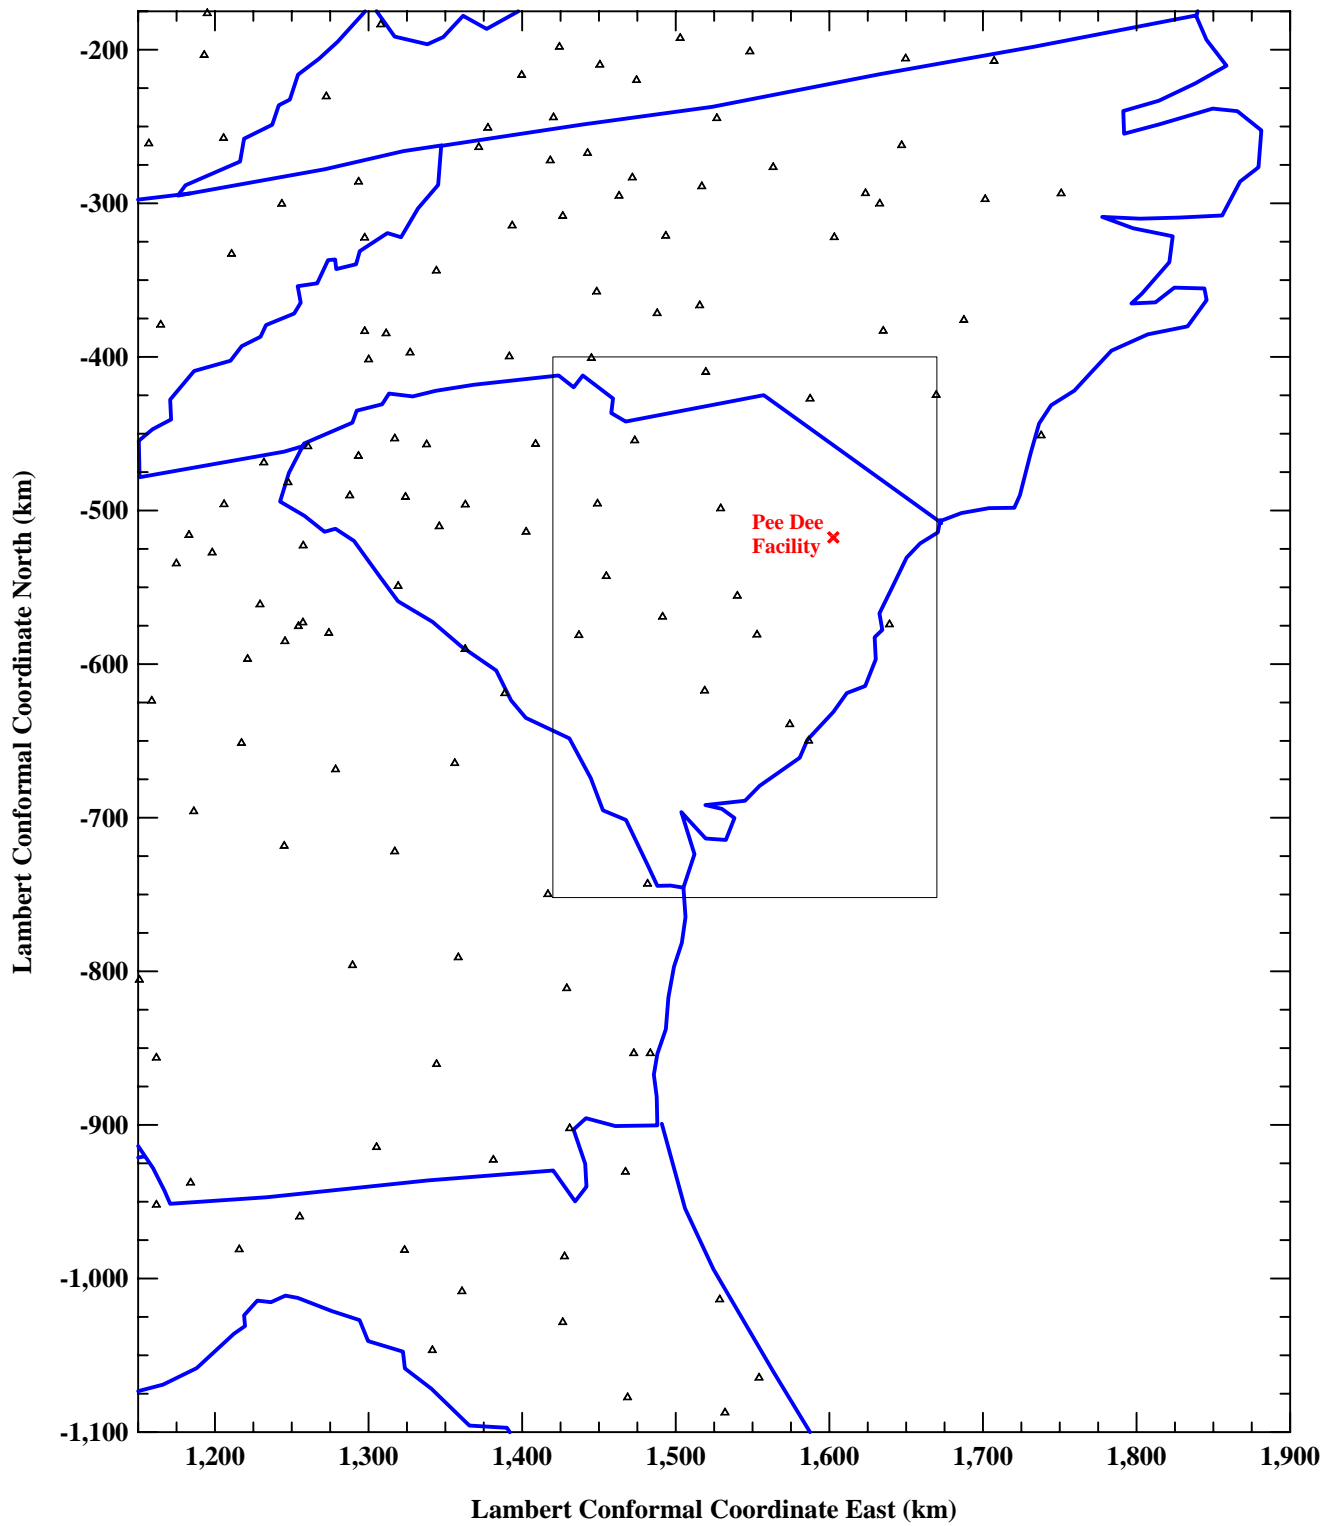 -200
-300
-400
-500
-600
-700
-800
-900
-1,000
-1,100
Lambert Conformal Coordinate North (km)
Pee Dee
Facility
1,200 1,300 1,400 1,500 1,600 1,700 1,800 1,900
Lambert Conformal Coordinate East (km)